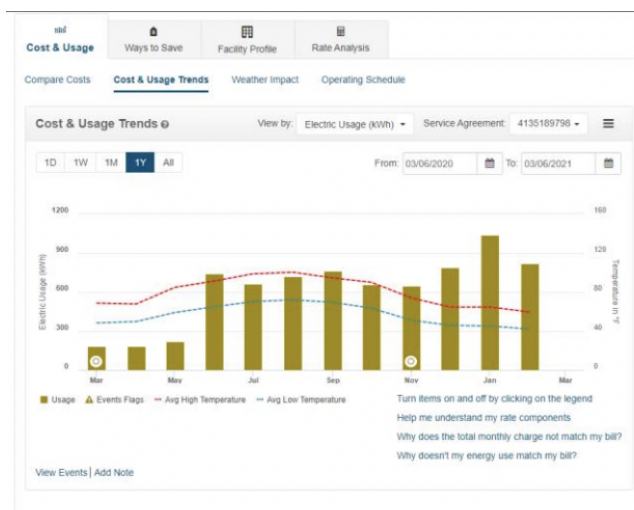 Cost & Usage Ways to Save Facility Profile Rate Analysis
Compare Costs Cost & Usage Trends Weather Impact Operating Schedule
Cost & Usage Trends View by: Electric Usage (kWh) Service Agreement: 4135189798
1D 1W 1M 1Y All From: 03/06/2020 To: 03/06/2021
1200 160
900 120
600 80
300 40
0 0
Electric Usage (kWh)
Temperature in °F
Mar May Jul Sep Nov Jan Mar
Usage Events Flags Avg High Temperature Avg Low Temperature
Turn items on and off by clicking on the legend
Help me understand my rate components
Why does the total monthly charge not match my bill?
Why doesn't my energy use match my bill?
View Events | Add Note